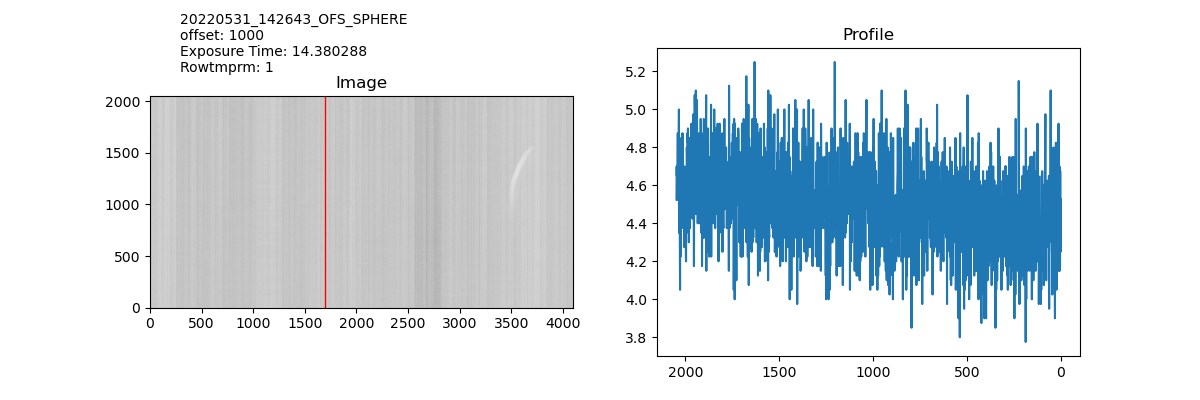 20220531_142643_OFS_SPHERE
offset: 1000
Exposure Time: 14.380288
Rowtmprm: 1
Image
2000
1500
1000
500
0
0 500 1000 1500 2000 2500 3000 3500 4000
Profile
5.2
5.0
4.8
4.6
4.4
4.2
4.0
3.8
2000 1500 1000 500 0